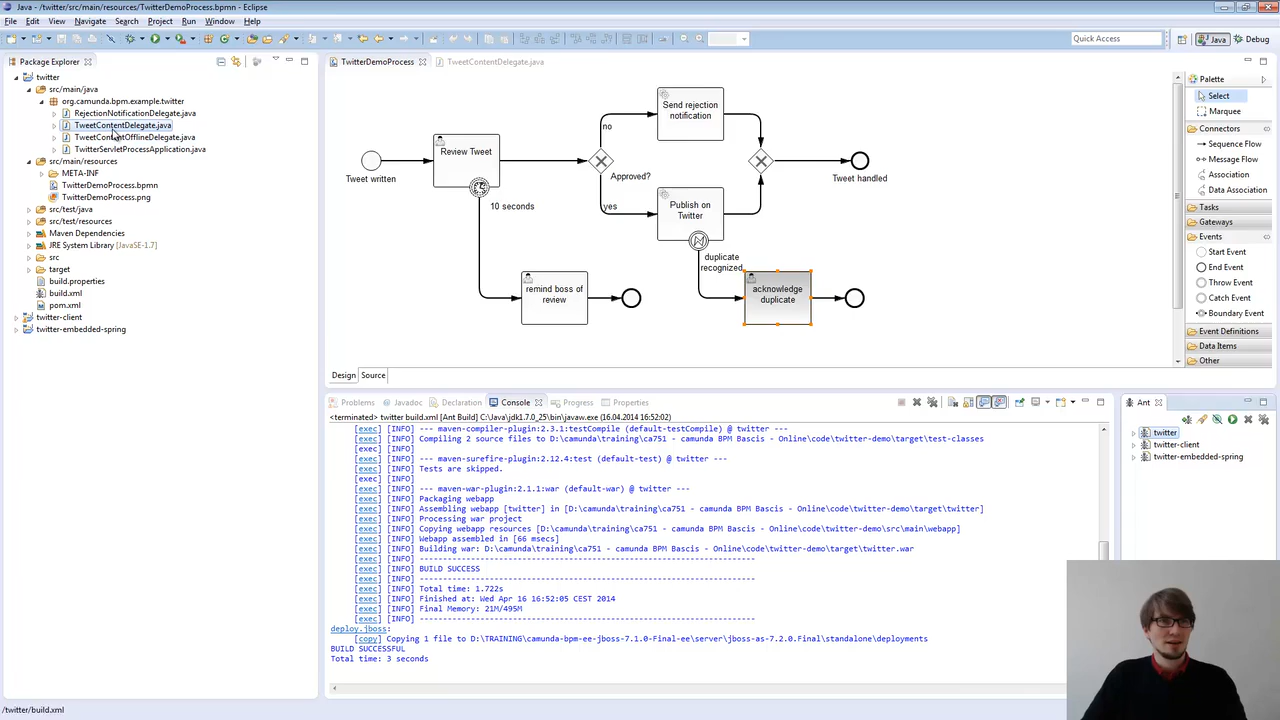 Java - /twitter/src/main/resources/TwitterDemoProcess.bpmn - Eclipse
File Edit View Navigate Search Project Run Window Help
Quick Access
Java
Debug
Package Explorer
twitter
src/main/java
org.camunda.bpm.example.twitter
RejectionNotificationDelegate.java
TweetContentDelegate.java
TweetContentOfflineDelegate.java
TwitterServletProcessApplication.java
src/main/resources
META-INF
TwitterDemoProcess.bpmn
TwitterDemoProcess.png
src/test/java
src/test/resources
Maven Dependencies
JRE System Library [JavaSE-1.7]
src
target
build.properties
build.xml
pom.xml
twitter-client
twitter-embedded-spring
TwitterDemoProcess
TweetContentDelegate.java
Tweet written
Review Tweet
10 seconds
remind boss of
review
no
Approved?
yes
Send rejection
notification
Publish on
Twitter
duplicate
recognized
acknowledge
duplicate
Tweet handled
Design Source
Palette
Select
Marquee
Connectors
Sequence Flow
Message Flow
Association
Data Association
Tasks
Gateways
Events
Start Event
End Event
Throw Event
Catch Event
Boundary Event
Event Definitions
Data Items
Other
Problems Javadoc Declaration Console Progress Properties
<terminated> twitter build.xml [Ant Build] C:\Java\jdk1.7.0_25\bin\javaw.exe (16.04.2014 16:52:02)
[exec] [INFO] --- maven-compiler-plugin:2.3.1:testCompile (default-testCompile) @ twitter ---
[exec] [INFO] Compiling 2 source files to D:\camunda\training\ca751 - camunda BPM Bascis - Online\code\twitter-demo\target\test-classes
[exec] [INFO]
[exec] [INFO] --- maven-surefire-plugin:2.12.4:test (default-test) @ twitter ---
[exec] [INFO] Tests are skipped.
[exec] [INFO]
[exec] [INFO] --- maven-war-plugin:2.1.1:war (default-war) @ twitter ---
[exec] [INFO] Packaging webapp
[exec] [INFO] Assembling webapp [twitter] in [D:\camunda\training\ca751 - camunda BPM Bascis - Online\code\twitter-demo\target\twitter]
[exec] [INFO] Processing war project
[exec] [INFO] Copying webapp resources [D:\camunda\training\ca751 - camunda BPM Bascis - Online\code\twitter-demo\src\main\webapp]
[exec] [INFO] Webapp assembled in [66 msecs]
[exec] [INFO] Building war: D:\camunda\training\ca751 - camunda BPM Bascis - Online\code\twitter-demo\target\twitter.war
[exec] [INFO] ------------------------------------------------------------------------
[exec] [INFO] BUILD SUCCESS
[exec] [INFO] ------------------------------------------------------------------------
[exec] [INFO] Total time: 1.722s
[exec] [INFO] Finished at: Wed Apr 16 16:52:05 CEST 2014
[exec] [INFO] Final Memory: 21M/495M
[exec] [INFO] ------------------------------------------------------------------------
deploy.jboss:
[copy] Copying 1 file to D:\TRAINING\camunda-bpm-ee-jboss-7.1.0-Final-ee\server\jboss-as-7.2.0.Final\standalone\deployments
BUILD SUCCESSFUL
Total time: 3 seconds
Ant
twitter
twitter-client
twitter-embedded-spring
/twitter/build.xml